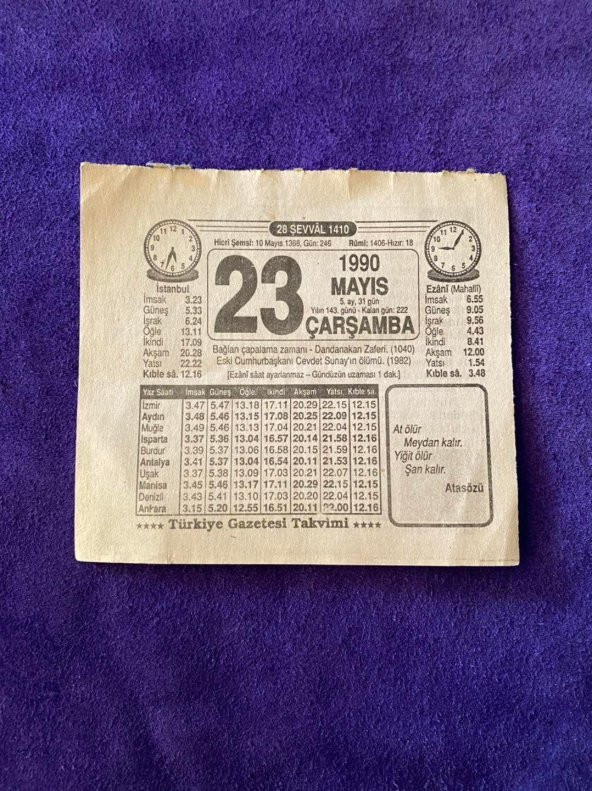 28 ŞEVVÂL 1410
Hicrî Şemsî: 10 Mayıs 1368, Gün: 246 Rûmî: 1406-Hızır: 18
23
1990
MAYIS
5. ay, 31 gün
Yılın 143. günü - Kalan gün: 222
ÇARŞAMBA
İstanbul
İmsak 3.23
Güneş 5.33
İşrak 6.24
Öğle 13.11
İkindi 17.09
Akşam 20.28
Yatsı 22.22
Kıble sâ. 12.16
Ezânî (Mahallî)
İmsak 6.55
Güneş 9.05
İşrak 9.56
Öğle 4.43
İkindi 8.41
Akşam 12.00
Yatsı 1.54
Kıble sâ. 3.48
Bağları çapalama zamanı - Dandanakan Zaferi. (1040)
Eski Cumhurbaşkanı Cevdet Sunay'ın ölümü. (1982)
[Ezânî sâat ayarlanmaz – Gündüzün uzaması 1 dak.]
Yaz Sâati İmsak Güneş Öğle İkindi Akşam Yatsı Kıble sa.
İzmir 3.47 5.47 13.18 17.11 20.29 22.15 12.15
Aydın 3.48 5.46 13.15 17.08 20.25 22.09 12.15
Muğla 3.49 5.46 13.13 17.04 20.21 22.04 12.15
Isparta 3.37 5.36 13.04 16.57 20.14 21.58 12.16
Burdur 3.39 5.37 13.06 16.58 20.15 21.59 12.16
Antalya 3.41 5.37 13.04 16.54 20.11 21.53 12.16
Uşak 3.37 5.38 13.09 17.03 20.21 22.07 12.16
Manisa 3.45 5.46 13.17 17.11 20.29 22.15 12.15
Denizli 3.43 5.41 13.10 17.03 20.20 22.04 12.15
Ankara 3.15 5.20 12.55 16.51 20.11 22.00 12.16
At ölür
Meydan kalır.
Yiğit ölür
Şan kalır.
Atasözü
**** Türkiye Gazetesi Takvimi ****